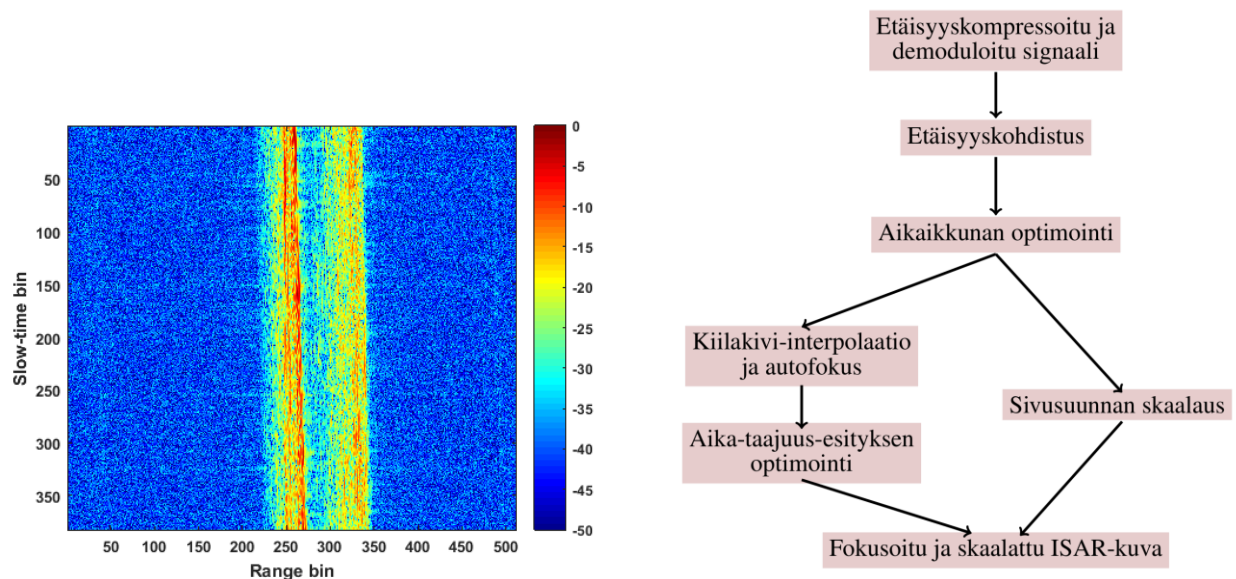 Slow-time bin
50
100
150
200
250
300
350
50 100 150 200 250 300 350 400 450 500
Range bin
0
-5
-10
-15
-20
-25
-30
-35
-40
-45
-50
Etäisyyskompressoitu ja
demoduloitu signaali
Etäisyyskohdistus
Aikaikkunan optimointi
Kiilakivi-interpolaatio
ja autofokus
Sivusuunnan skaalaus
Aika-taajuus-esityksen
optimointi
Fokusoitu ja skaalattu ISAR-kuva